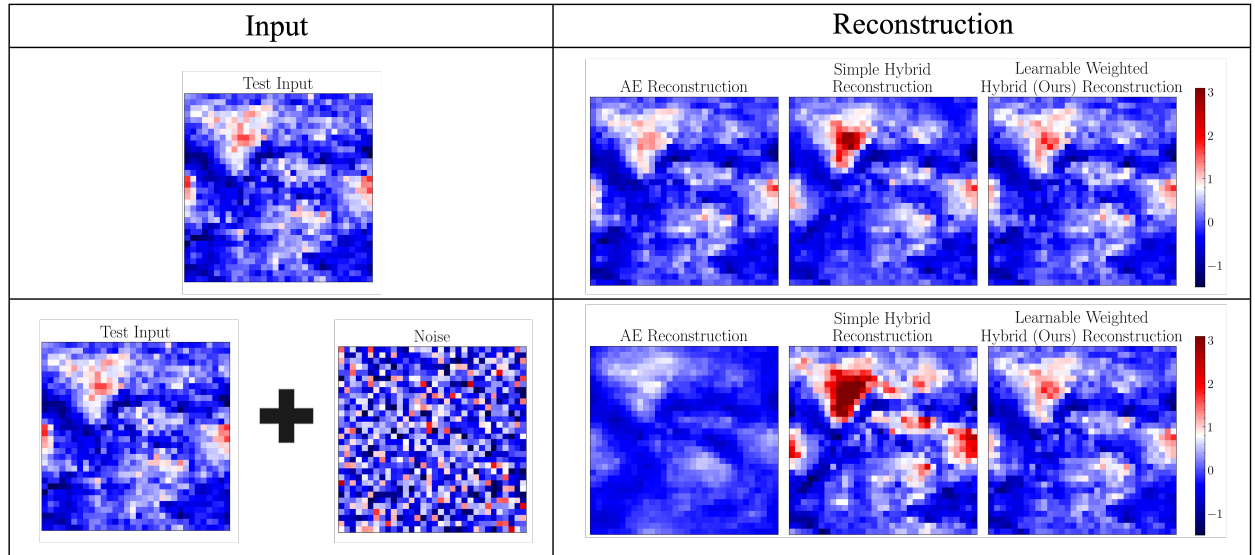 Input
Reconstruction
Test Input
AE Reconstruction
Simple Hybrid
Reconstruction
Learnable Weighted
Hybrid (Ours) Reconstruction
3
2
1
0
−1
Test Input
Noise
AE Reconstruction
Simple Hybrid
Reconstruction
Learnable Weighted
Hybrid (Ours) Reconstruction
3
2
1
0
−1